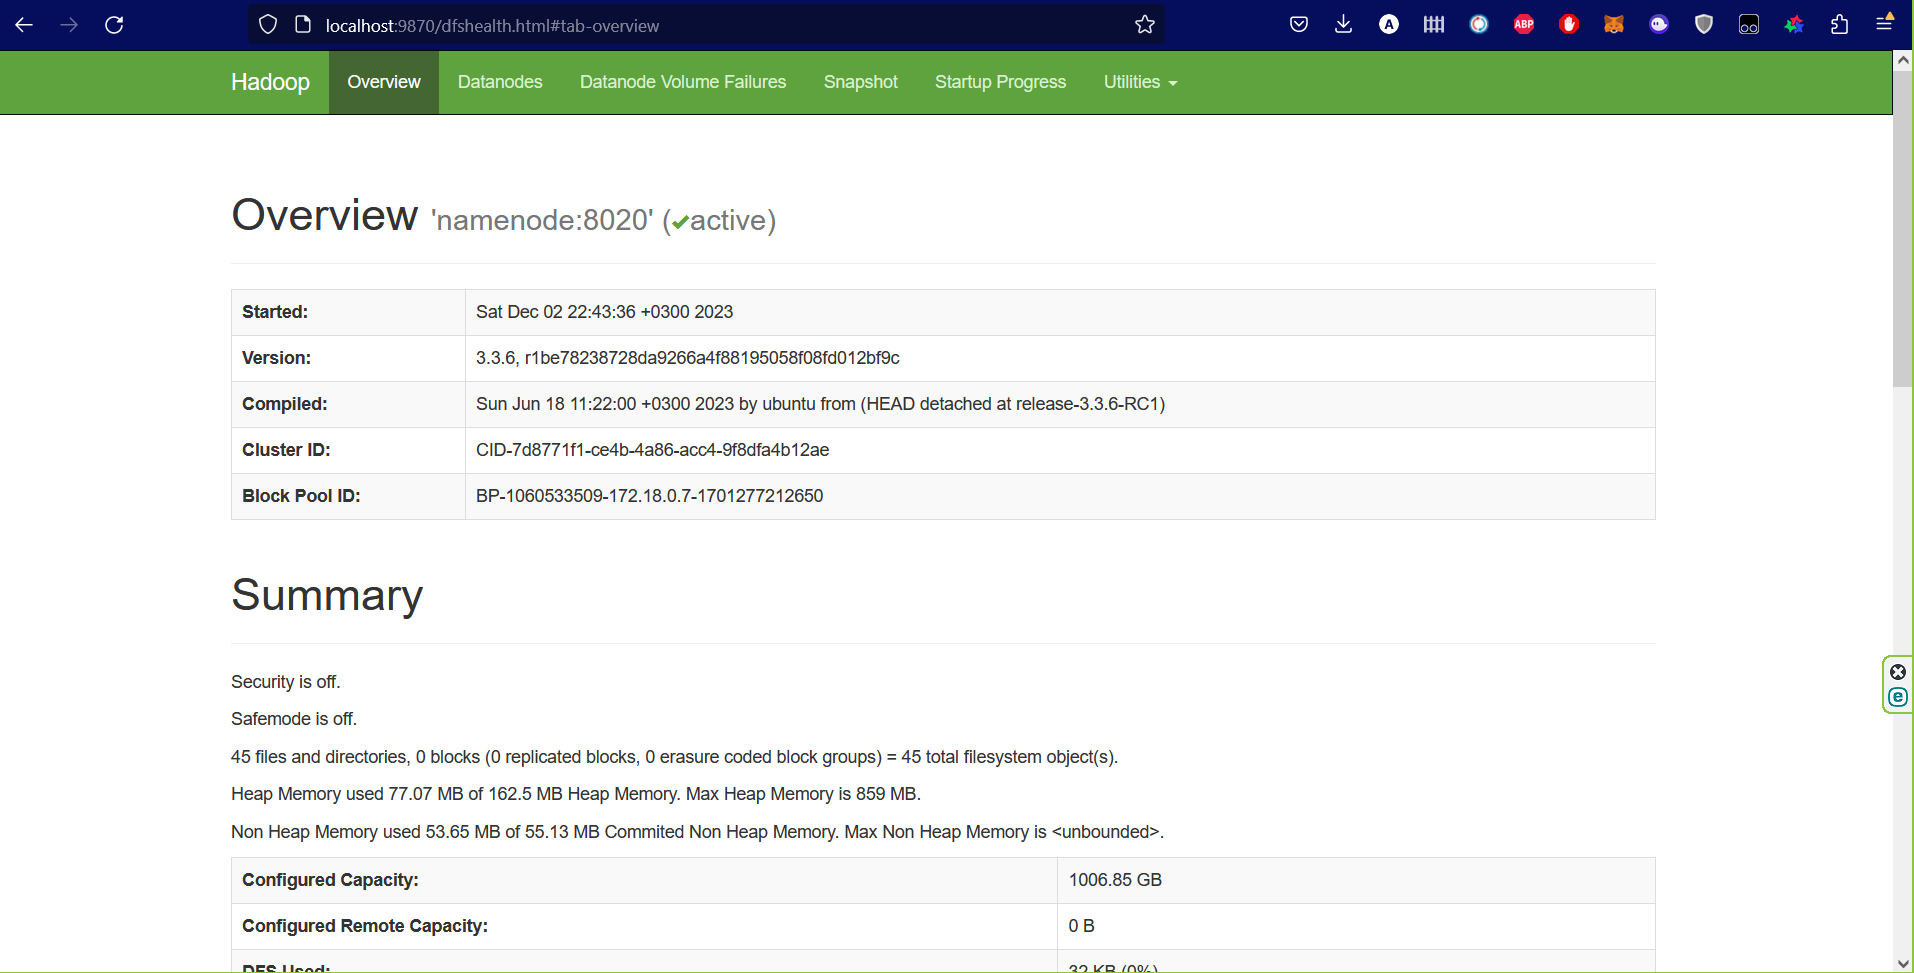 localhost:9870/dfshealth.html#tab-overview
A
ABP
Hadoop Overview Datanodes Datanode Volume Failures Snapshot Startup Progress Utilities
Overview 'namenode:8020' (✔active)
Started: Sat Dec 02 22:43:36 +0300 2023
Version: 3.3.6, r1be78238728da9266a4f88195058f08fd012bf9c
Compiled: Sun Jun 18 11:22:00 +0300 2023 by ubuntu from (HEAD detached at release-3.3.6-RC1)
Cluster ID: CID-7d8771f1-ce4b-4a86-acc4-9f8dfa4b12ae
Block Pool ID: BP-1060533509-172.18.0.7-1701277212650
Summary
Security is off.
Safemode is off.
45 files and directories, 0 blocks (0 replicated blocks, 0 erasure coded block groups) = 45 total filesystem object(s).
Heap Memory used 77.07 MB of 162.5 MB Heap Memory. Max Heap Memory is 859 MB.
Non Heap Memory used 53.65 MB of 55.13 MB Commited Non Heap Memory. Max Non Heap Memory is <unbounded>.
Configured Capacity: 1006.85 GB
Configured Remote Capacity: 0 B
DFS Used: 32 KB (0%)
e